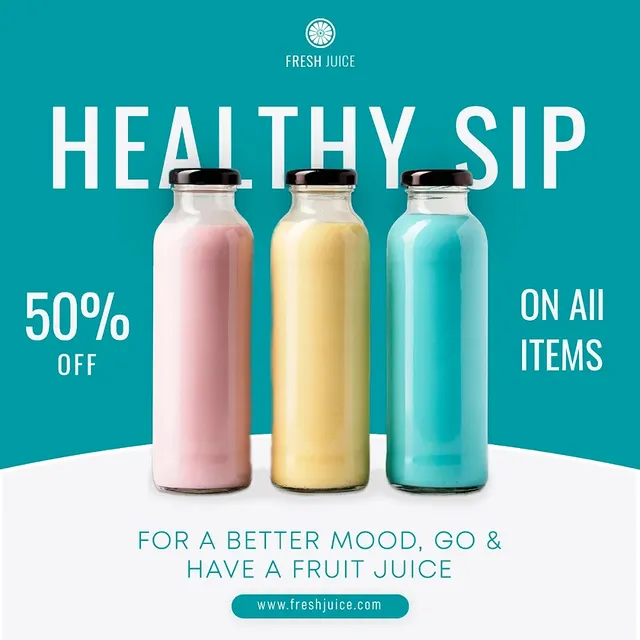 FRESH JUICE
HEALTHY SIP
50%
OFF
ON All
ITEMS
FOR A BETTER MOOD, GO &
HAVE A FRUIT JUICE
www.freshjuice.com